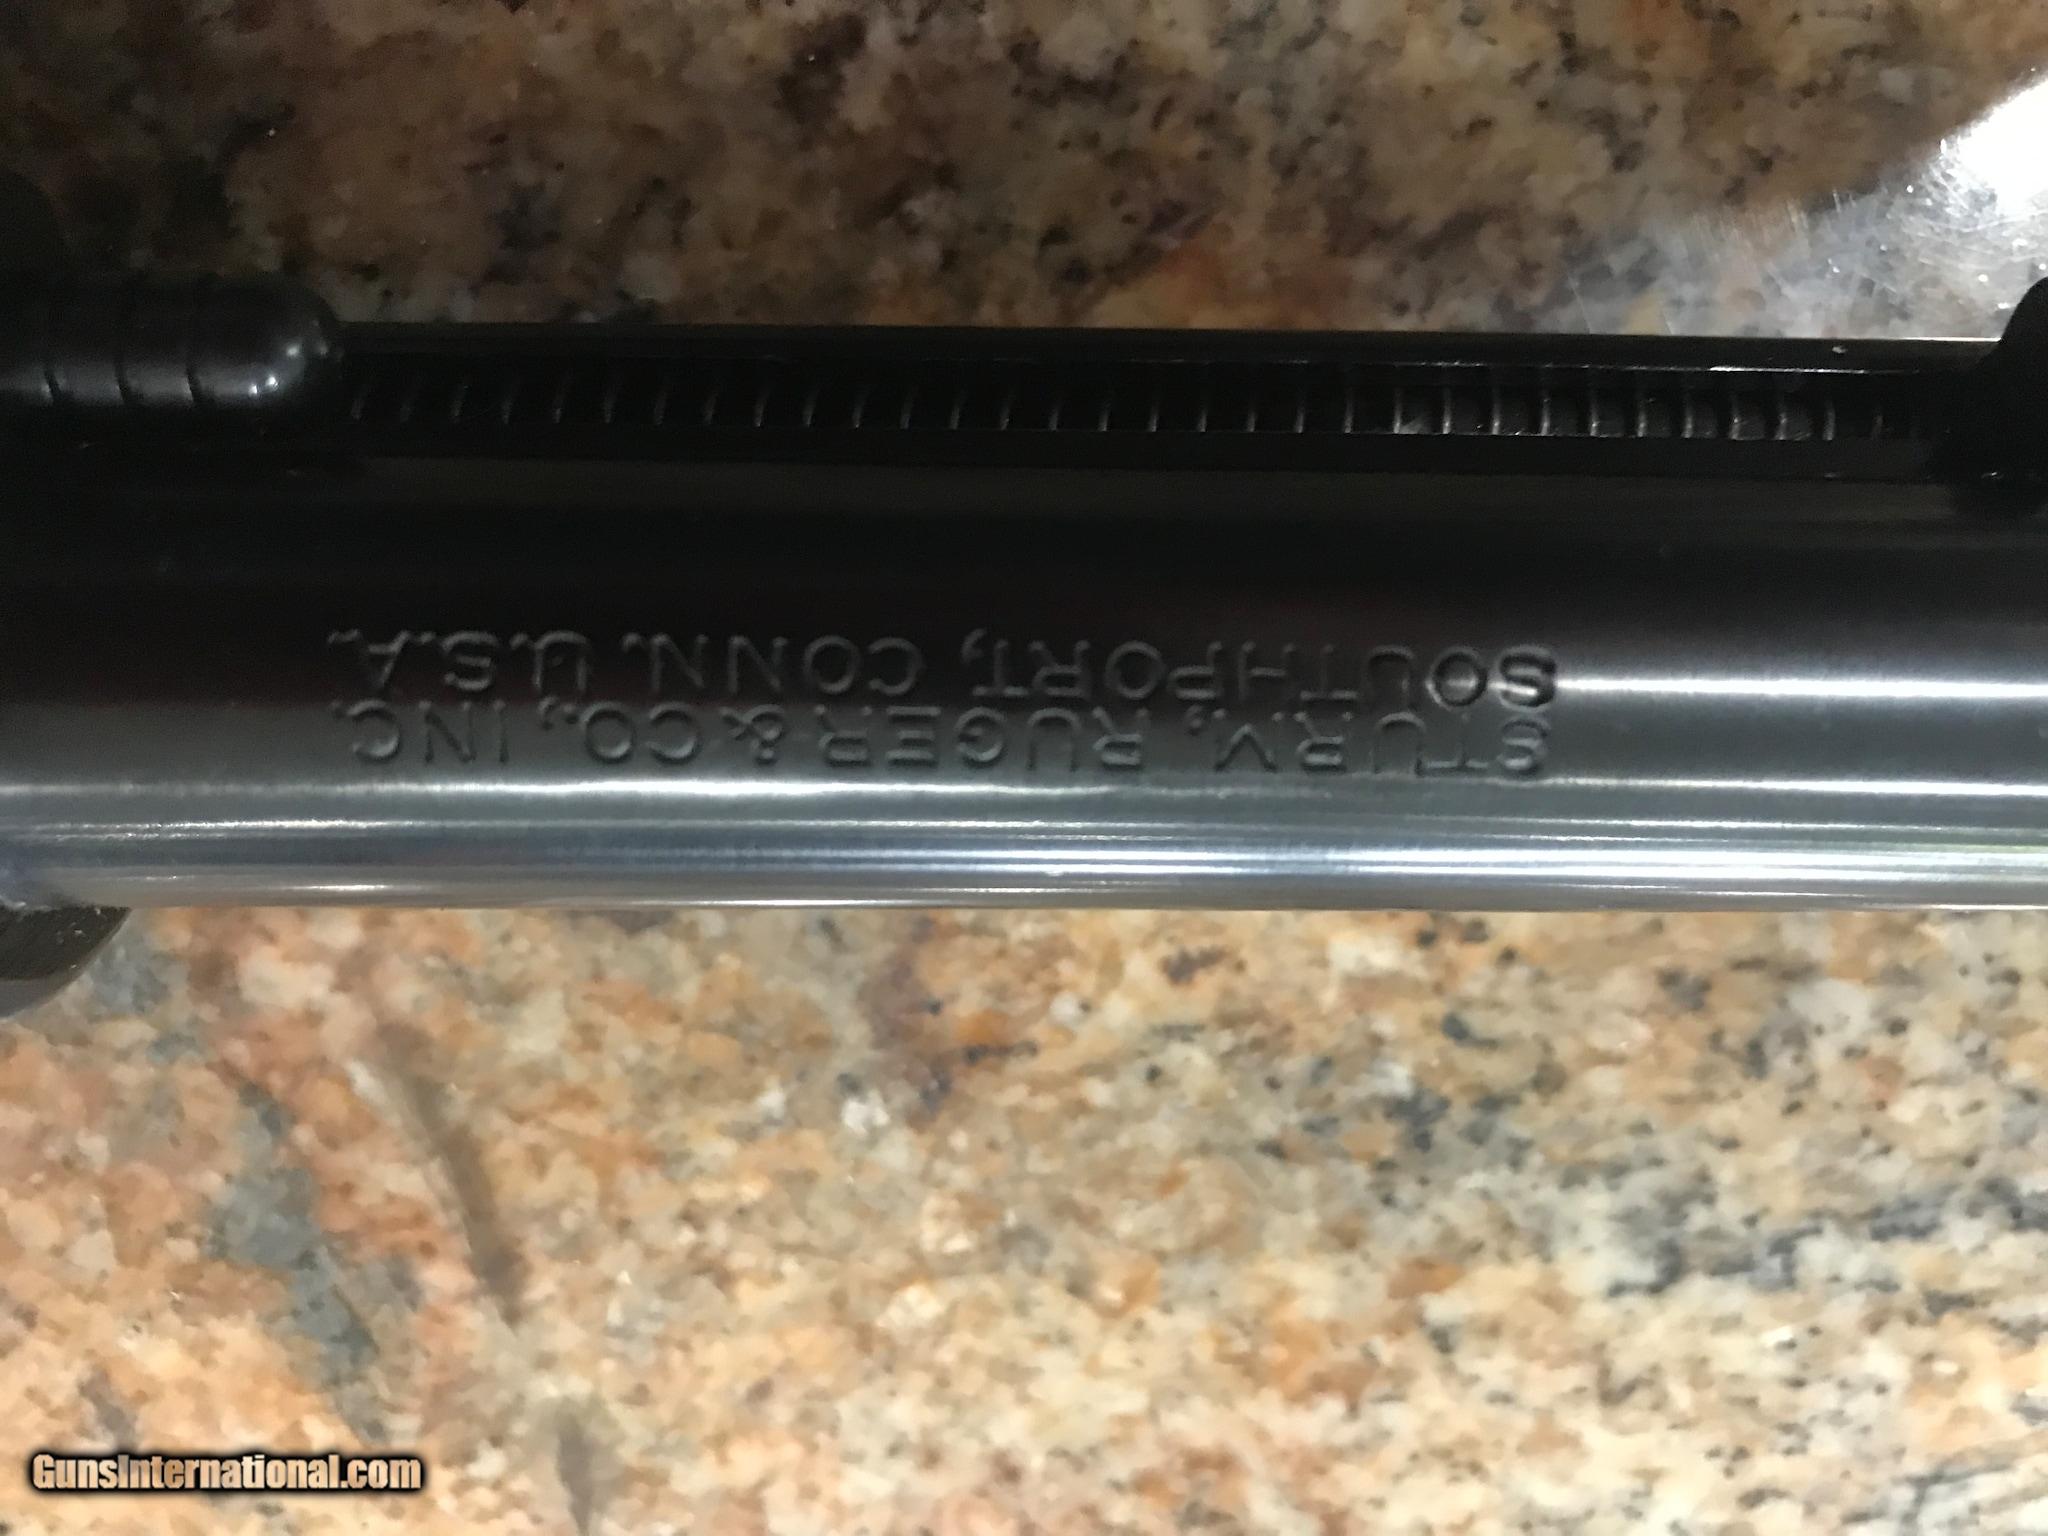 STURM, RUGER & CO., INC.
SOUTHPORT, CONN. U.S.A.
GunsInternational.com